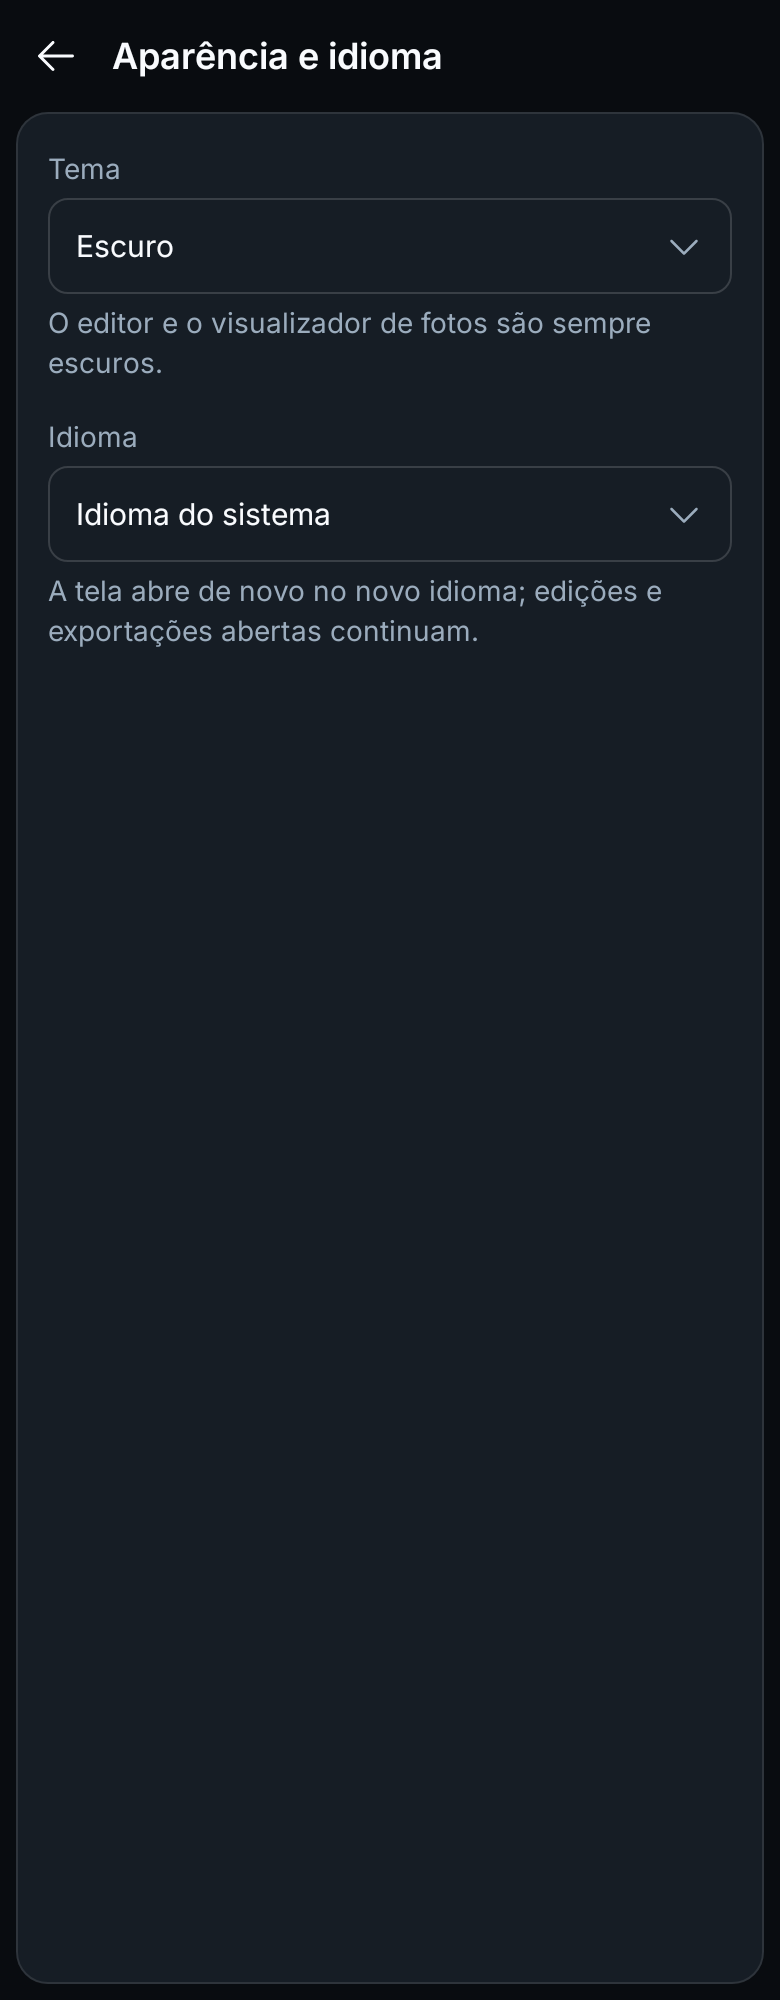 Aparência e idioma
Tema
Escuro
O editor e o visualizador de fotos são sempre
escuros.
Idioma
Idioma do sistema
A tela abre de novo no novo idioma; edições e
exportações abertas continuam.